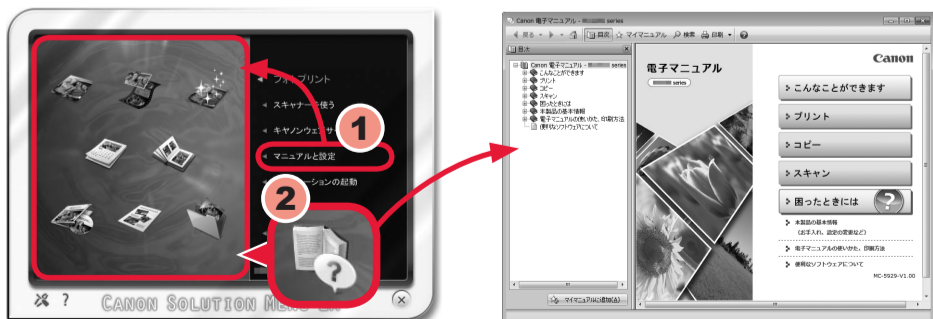 フォトプリント
スキャナーを使う
キヤノンウェブサー
1
マニュアルと設定
ションの起動
2
?
?
CANON SOLUTION MENU EX
Canon 電子マニュアル - series
戻る
目次
マイマニュアル
検索
印刷
目次
Canon 電子マニュアル - series
こんなことができます
プリント
コピー
スキャン
困ったときには
本製品の基本情報
電子マニュアルの使いかた、印刷方法
便利なソフトウェアについて
マイマニュアルに追加(A)
Canon
電子マニュアル
series
こんなことができます
プリント
コピー
スキャン
困ったときには
?
本製品の基本情報
(お手入れ、設定の変更など)
電子マニュアルの使いかた、印刷方法
便利なソフトウェアについて
MC-5929-V1.00